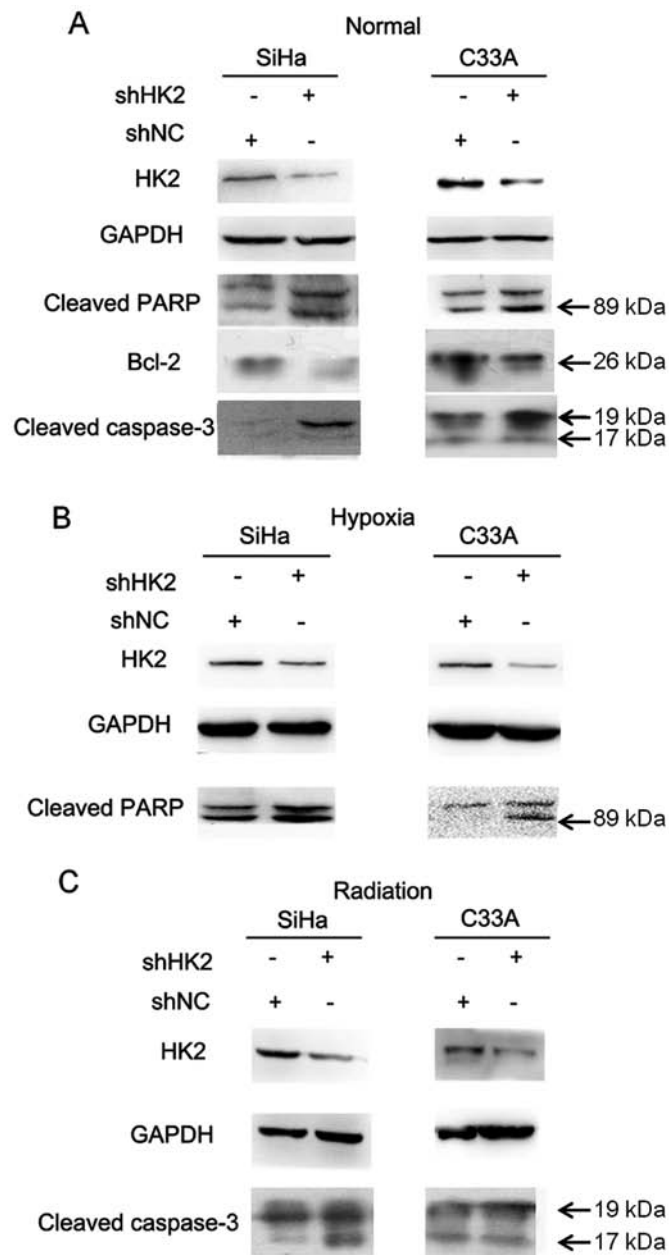 A
Normal
SiHa C33A
shHK2 - + - +
shNC + - + -
HK2
GAPDH
Cleaved PARP 89 kDa
Bcl-2 26 kDa
Cleaved caspase-3 19 kDa
17 kDa
B
Hypoxia
SiHa C33A
shHK2 - + - +
shNC + - + -
HK2
GAPDH
Cleaved PARP 89 kDa
C
Radiation
SiHa C33A
shHK2 - + - +
shNC + - + -
HK2
GAPDH
Cleaved caspase-3 19 kDa
17 kDa